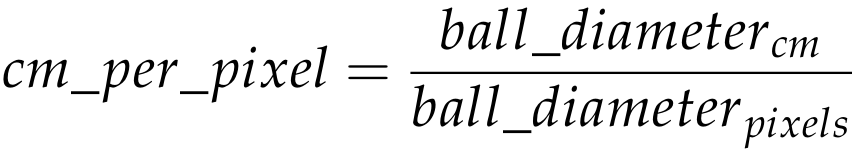 cm_per_pixel = ball_diameter_cm / ball_diameter_pixels